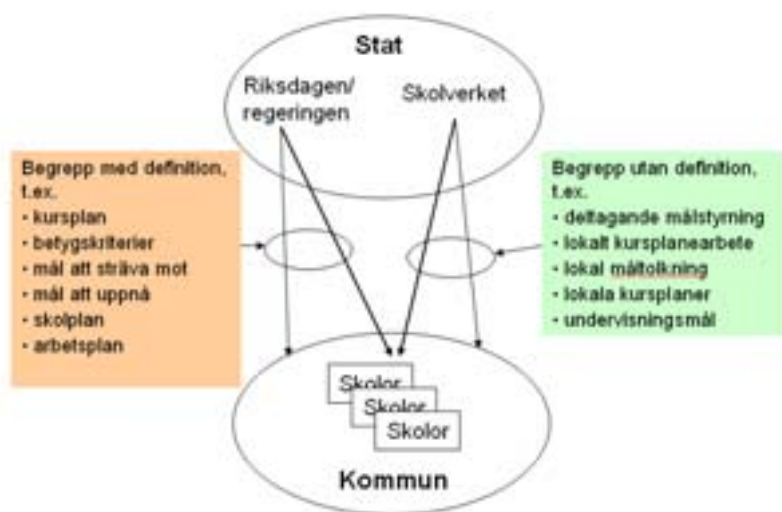 Stat
Riksdagen/
regeringen
Skolverket
Begrepp med definition,
t.ex.
• kursplan
• betygskriterier
• mål att sträva mot
• mål att uppnå
• skolplan
• arbetsplan
Begrepp utan definition,
t.ex.
• deltagande målstyrning
• lokalt kursplanearbete
• lokal måltolkning
• lokala kursplaner
• undervisningsmål
Skolor
Skolor
Skolor
Kommun